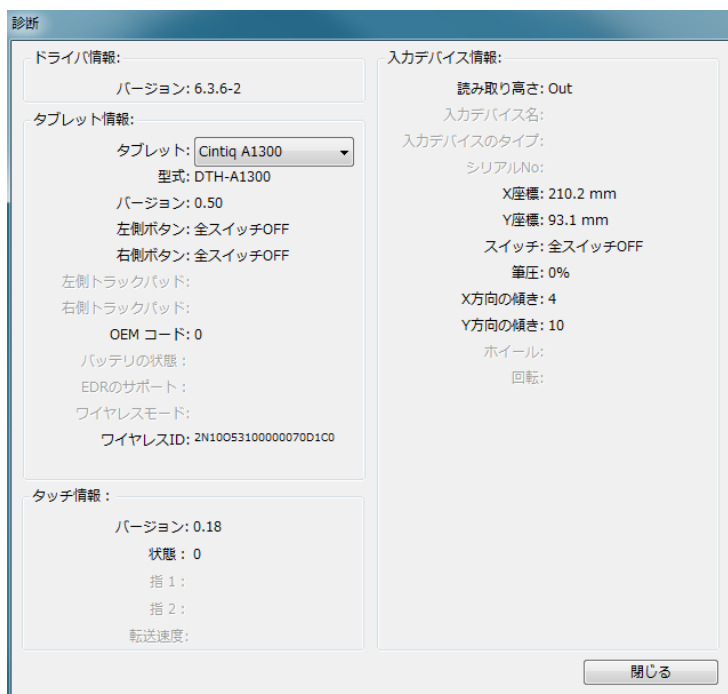 診断
ドライバ情報:
バージョン: 6.3.6-2
タブレット情報:
タブレット: Cintiq A1300
型式: DTH-A1300
バージョン: 0.50
左側ボタン: 全スイッチOFF
右側ボタン: 全スイッチOFF
左側トラックパッド:
右側トラックパッド:
OEM コード: 0
バッテリの状態 :
EDRのサポート :
ワイヤレスモード:
ワイヤレスID: 2N10O53100000070D1C0
タッチ情報 :
バージョン: 0.18
状態 : 0
指 1 :
指 2 :
転送速度:
入力デバイス情報:
読み取り高さ: Out
入力デバイス名:
入力デバイスのタイプ:
シリアルNo:
X座標: 210.2 mm
Y座標: 93.1 mm
スイッチ: 全スイッチOFF
筆圧: 0%
X方向の傾き: 4
Y方向の傾き: 10
ホイール:
回転:
閉じる